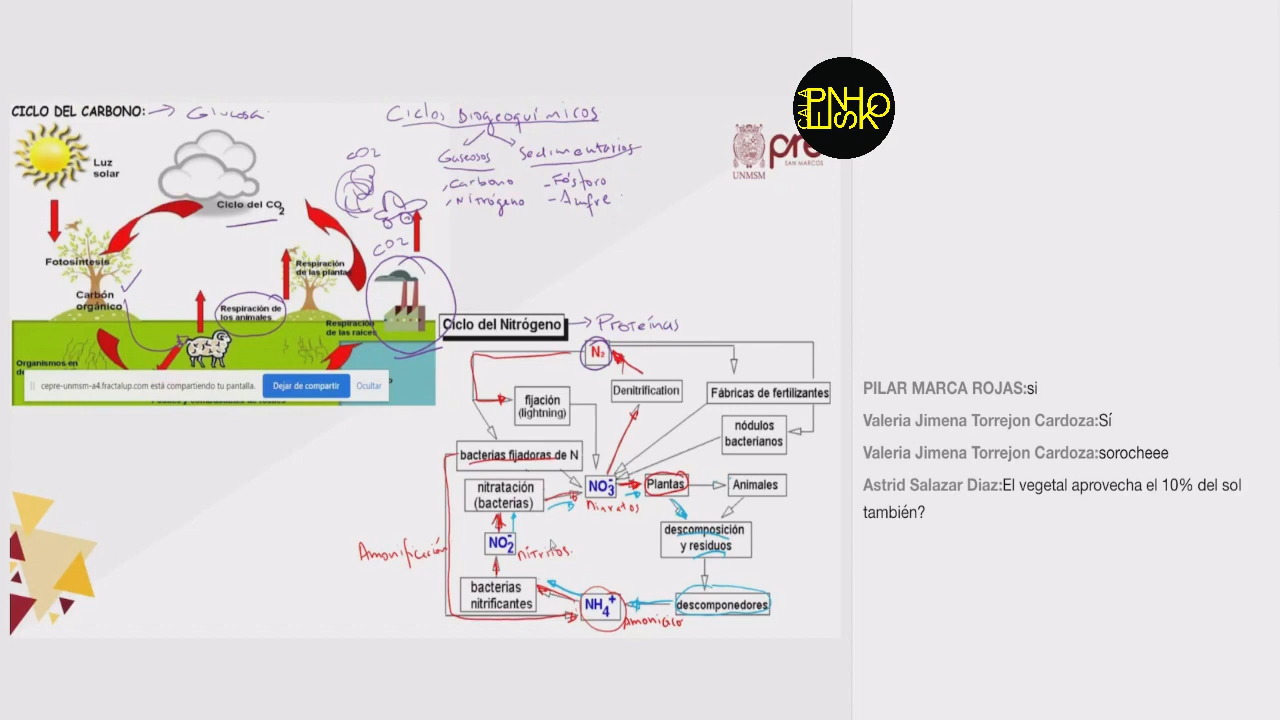 CICLO DEL CARBONO: → Glucosa
Ciclos Biogeoquímicos
Gaseosos
Sedimentarios
Carbono
- Fósforo
Nitrógeno
- Azufre
Luz
solar
Ciclo del CO2
CO2
CO2
Fotosíntesis
Carbón
orgánico
Respiración
de las plantas
Respiración de
los animales
Respiración
de las raíces
Organismos en
cepre-unmsm-a4.fractalup.com está compartiendo tu pantalla.
Dejar de compartir
Ocultar
Ciclo del Nitrógeno → Proteínas
N2
fijación
(lightning)
Denitrification
Fábricas de fertilizantes
nódulos
bacterianos
bacterias fijadoras de N
nitratación
(bacterias)
NO3-
Nitratos
Plantas
Animales
descomposición
y residuos
NO2-
nitritos.
Amonificación
bacterias
nitrificantes
NH4+
Amoniaco
descomponedores
UNMSM
pre
SAN MARCOS
CALA
PNHO
ESK
PILAR MARCA ROJAS:si
Valeria Jimena Torrejon Cardoza:Sí
Valeria Jimena Torrejon Cardoza:sorocheee
Astrid Salazar Diaz:El vegetal aprovecha el 10% del sol
también?